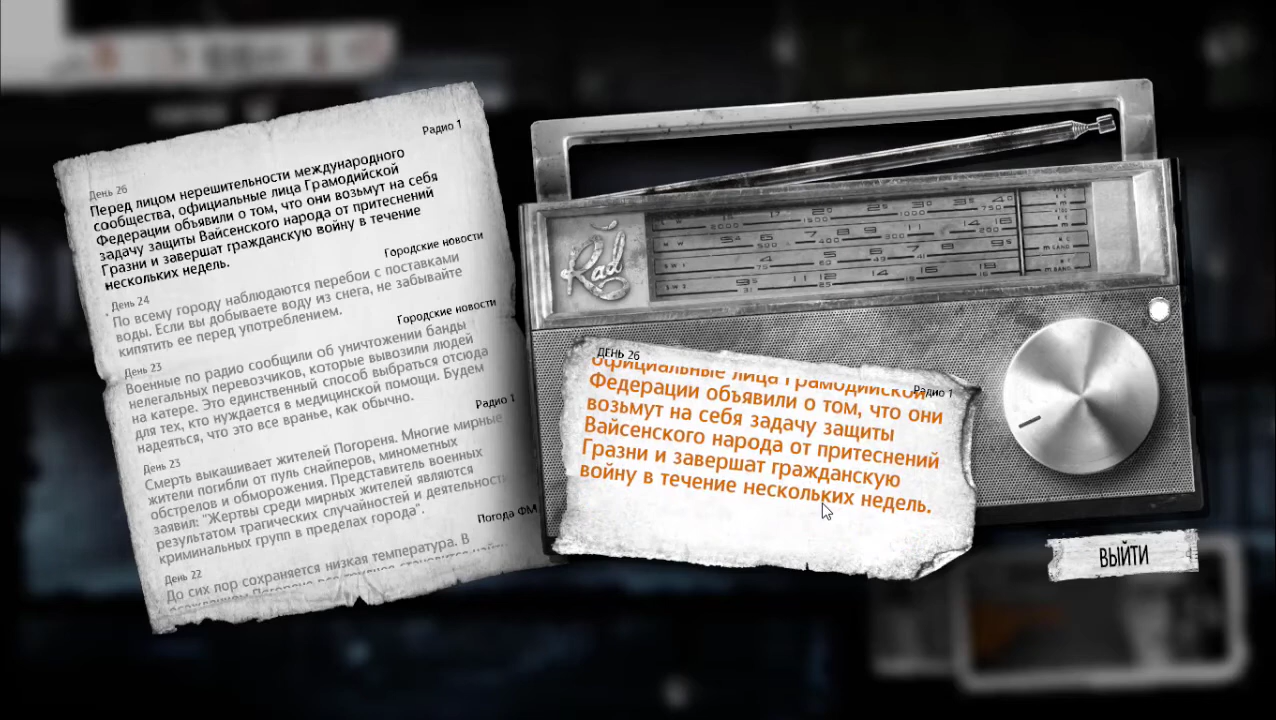 Радио 1
День 26
Перед лицом нерешительности международного
сообщества, официальные лица Грамодийской
Федерации объявили о том, что они возьмут на себя
задачу защиты Вайсенского народа от притеснений
Гразни и завершат гражданскую войну в течение
нескольких недель.
Городские новости
День 24
По всему городу наблюдаются перебои с поставками
воды. Если вы добываете воду из снега, не забывайте
кипятить ее перед употреблением.
Городские новости
День 23
Военные по радио сообщили об уничтожении банды
нелегальных перевозчиков, которые вывозили людей
на катере. Это единственный способ выбраться отсюда
для тех, кто нуждается в медицинской помощи. Будем
надеяться, что это все вранье, как обычно.
Радио 1
День 23
Смерть выкашивает жителей Погореня. Многие мирные
жители погибли от пуль снайперов, минометных
обстрелов и обморожения. Представитель военных
заявил: "Жертвы среди мирных жителей являются
результатом трагических случайностей и деятельности
криминальных групп в пределах города".
Погода ФМ
День 22
До сих пор сохраняется низкая температура. В
Rad
ДЕНЬ 26
Радио 1
официальные лица Грамодийской
Федерации объявили о том, что они
возьмут на себя задачу защиты
Вайсенского народа от притеснений
Гразни и завершат гражданскую
войну в течение нескольких недель.
ВЫЙТИ